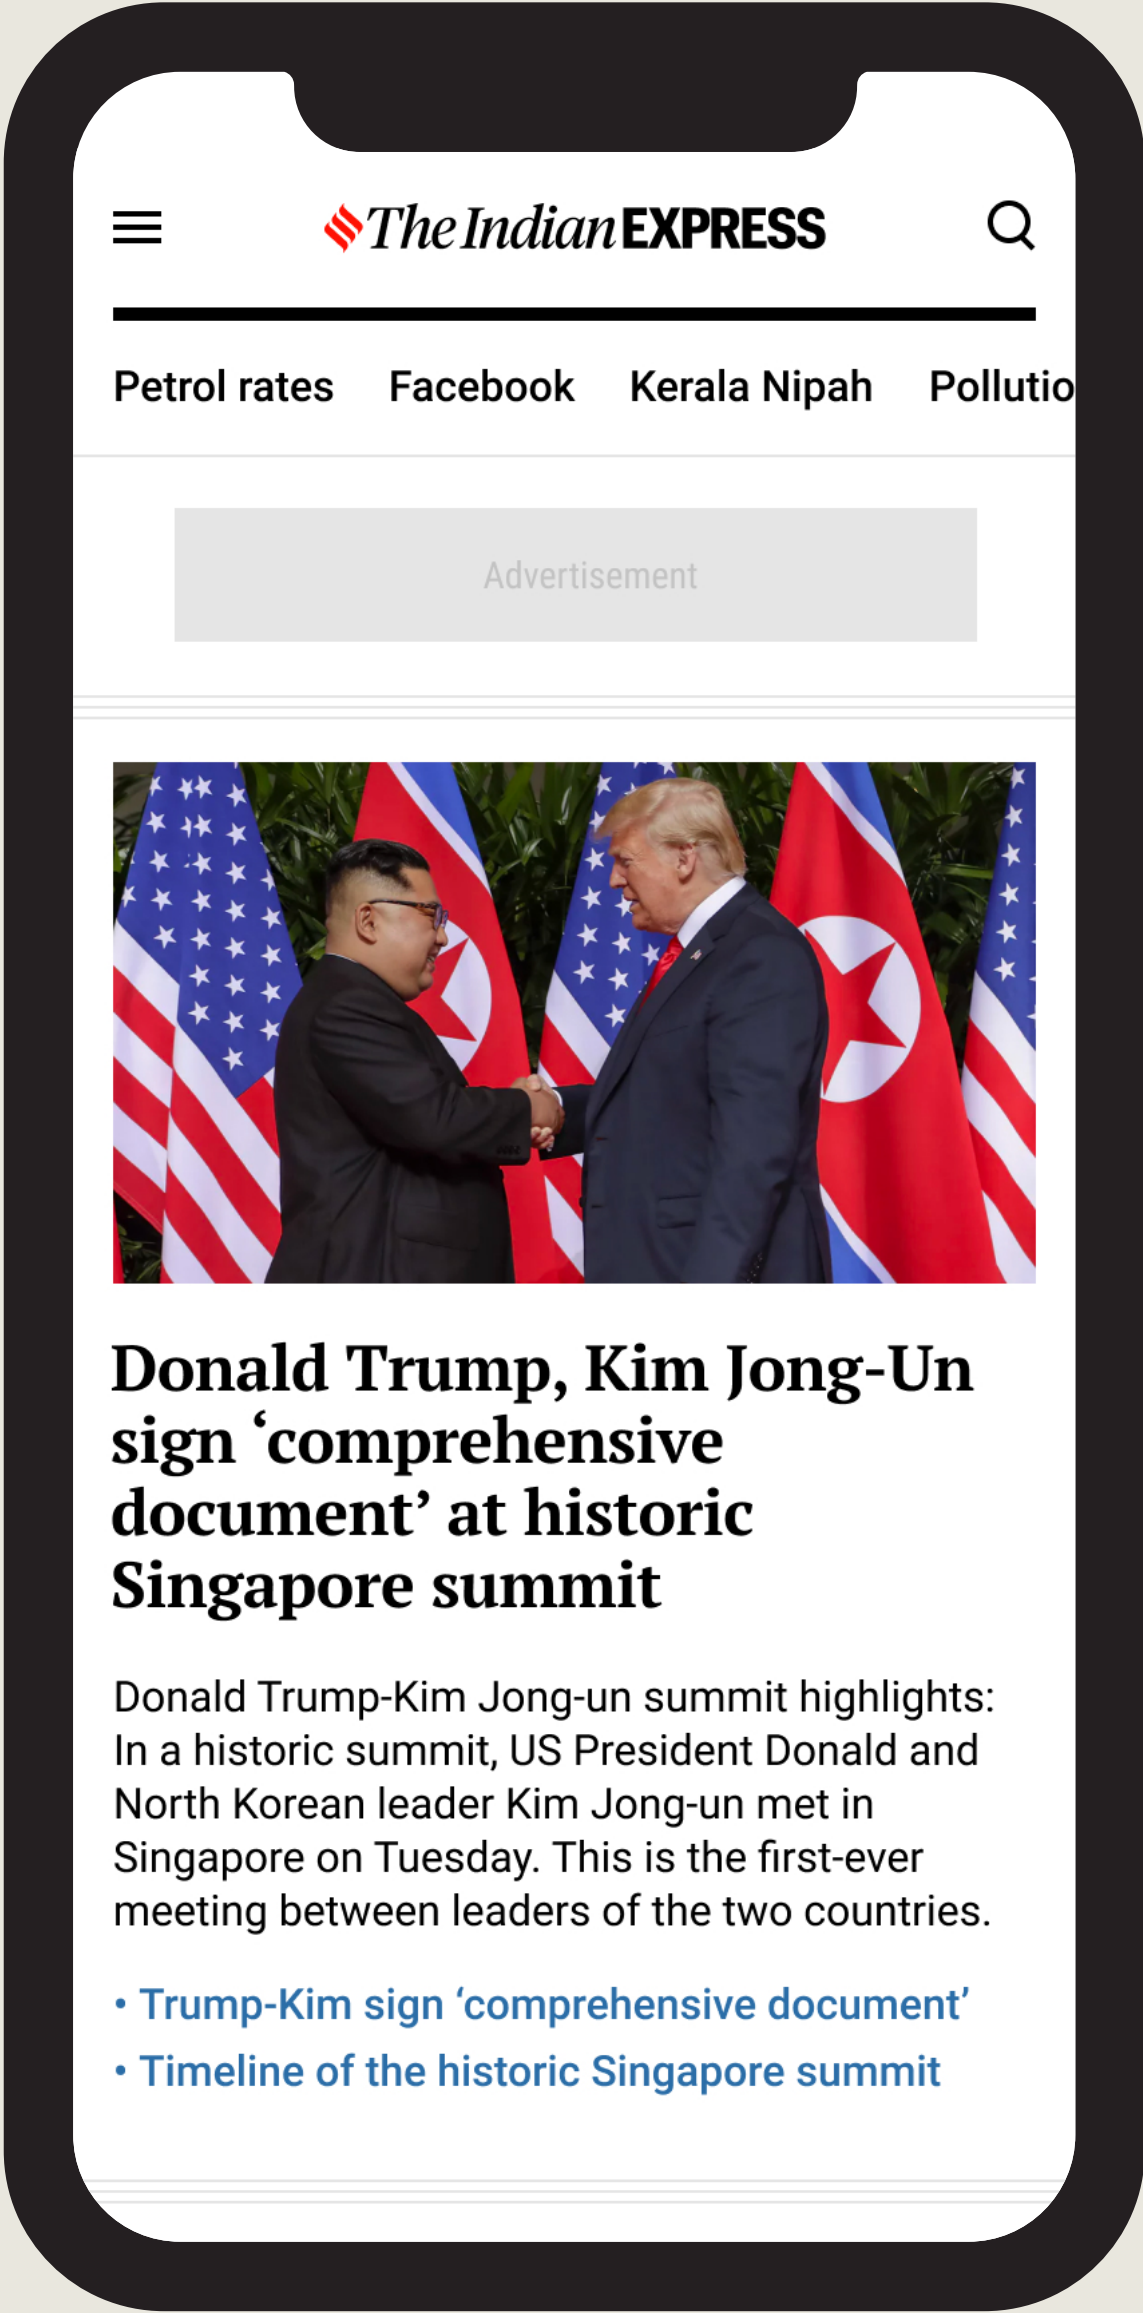 The Indian EXPRESS
Petrol rates Facebook Kerala Nipah Pollutio
Advertisement
Donald Trump, Kim Jong-Un
sign ‘comprehensive
document’ at historic
Singapore summit
Donald Trump-Kim Jong-un summit highlights:
In a historic summit, US President Donald and
North Korean leader Kim Jong-un met in
Singapore on Tuesday. This is the first-ever
meeting between leaders of the two countries.
• Trump-Kim sign ‘comprehensive document’
• Timeline of the historic Singapore summit